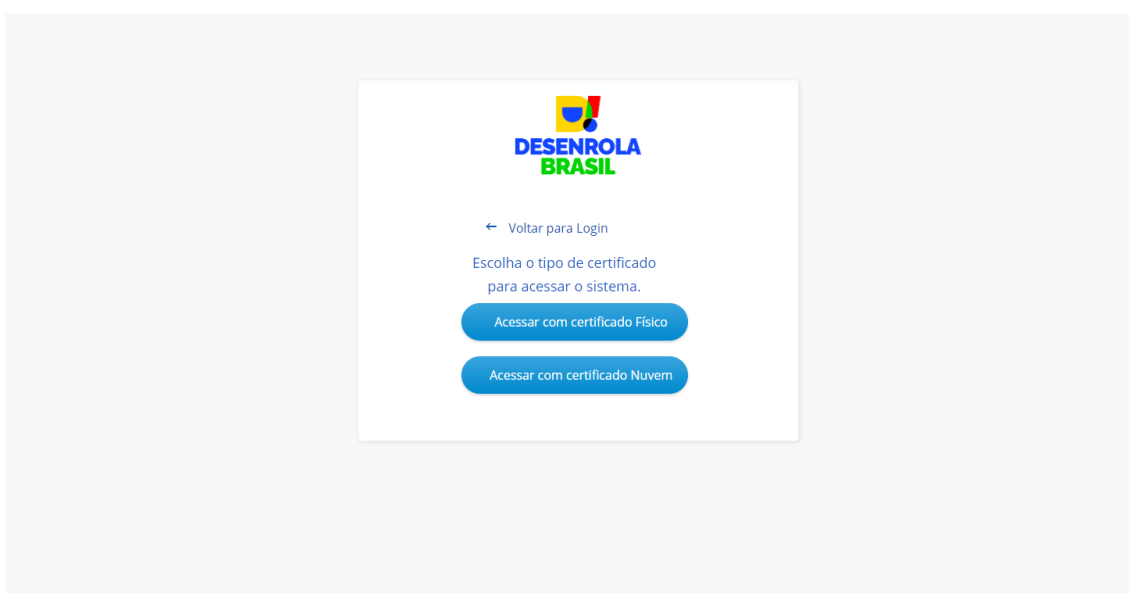 DESENROLA
BRASIL
← Voltar para Login
Escolha o tipo de certificado
para acessar o sistema.
Acessar com certificado Físico
Acessar com certificado Nuvem